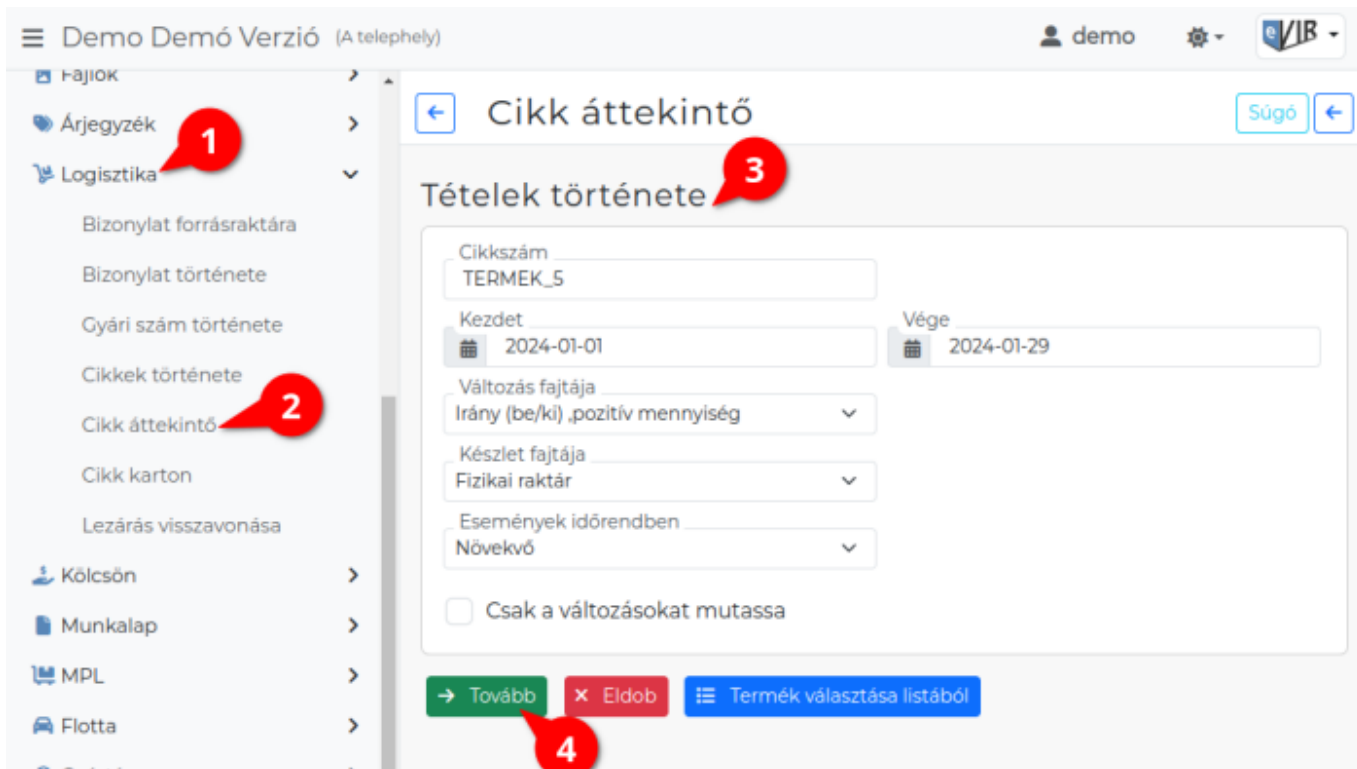 Demo Demó Verzió (A telephely)
demo
eVIR
Fájlok
Árjegyzék
1
Logisztika
Bizonylat forrásraktára
Bizonylat története
Gyári szám története
Cikkek története
Cikk áttekintő
2
Cikk karton
Lezárás visszavonása
Kölcsön
Munkalap
MPL
Flotta
Cikk áttekintő
Súgó
Tételek története
3
Cikkszám
TERMEK_5
Kezdet
2024-01-01
Vége
2024-01-29
Változás fajtája
Irány (be/ki) ,pozitív mennyiség
Készlet fajtája
Fizikai raktár
Események időrendben
Növekvő
Csak a változásokat mutassa
Tovább
Eldob
Termék választása listából
4